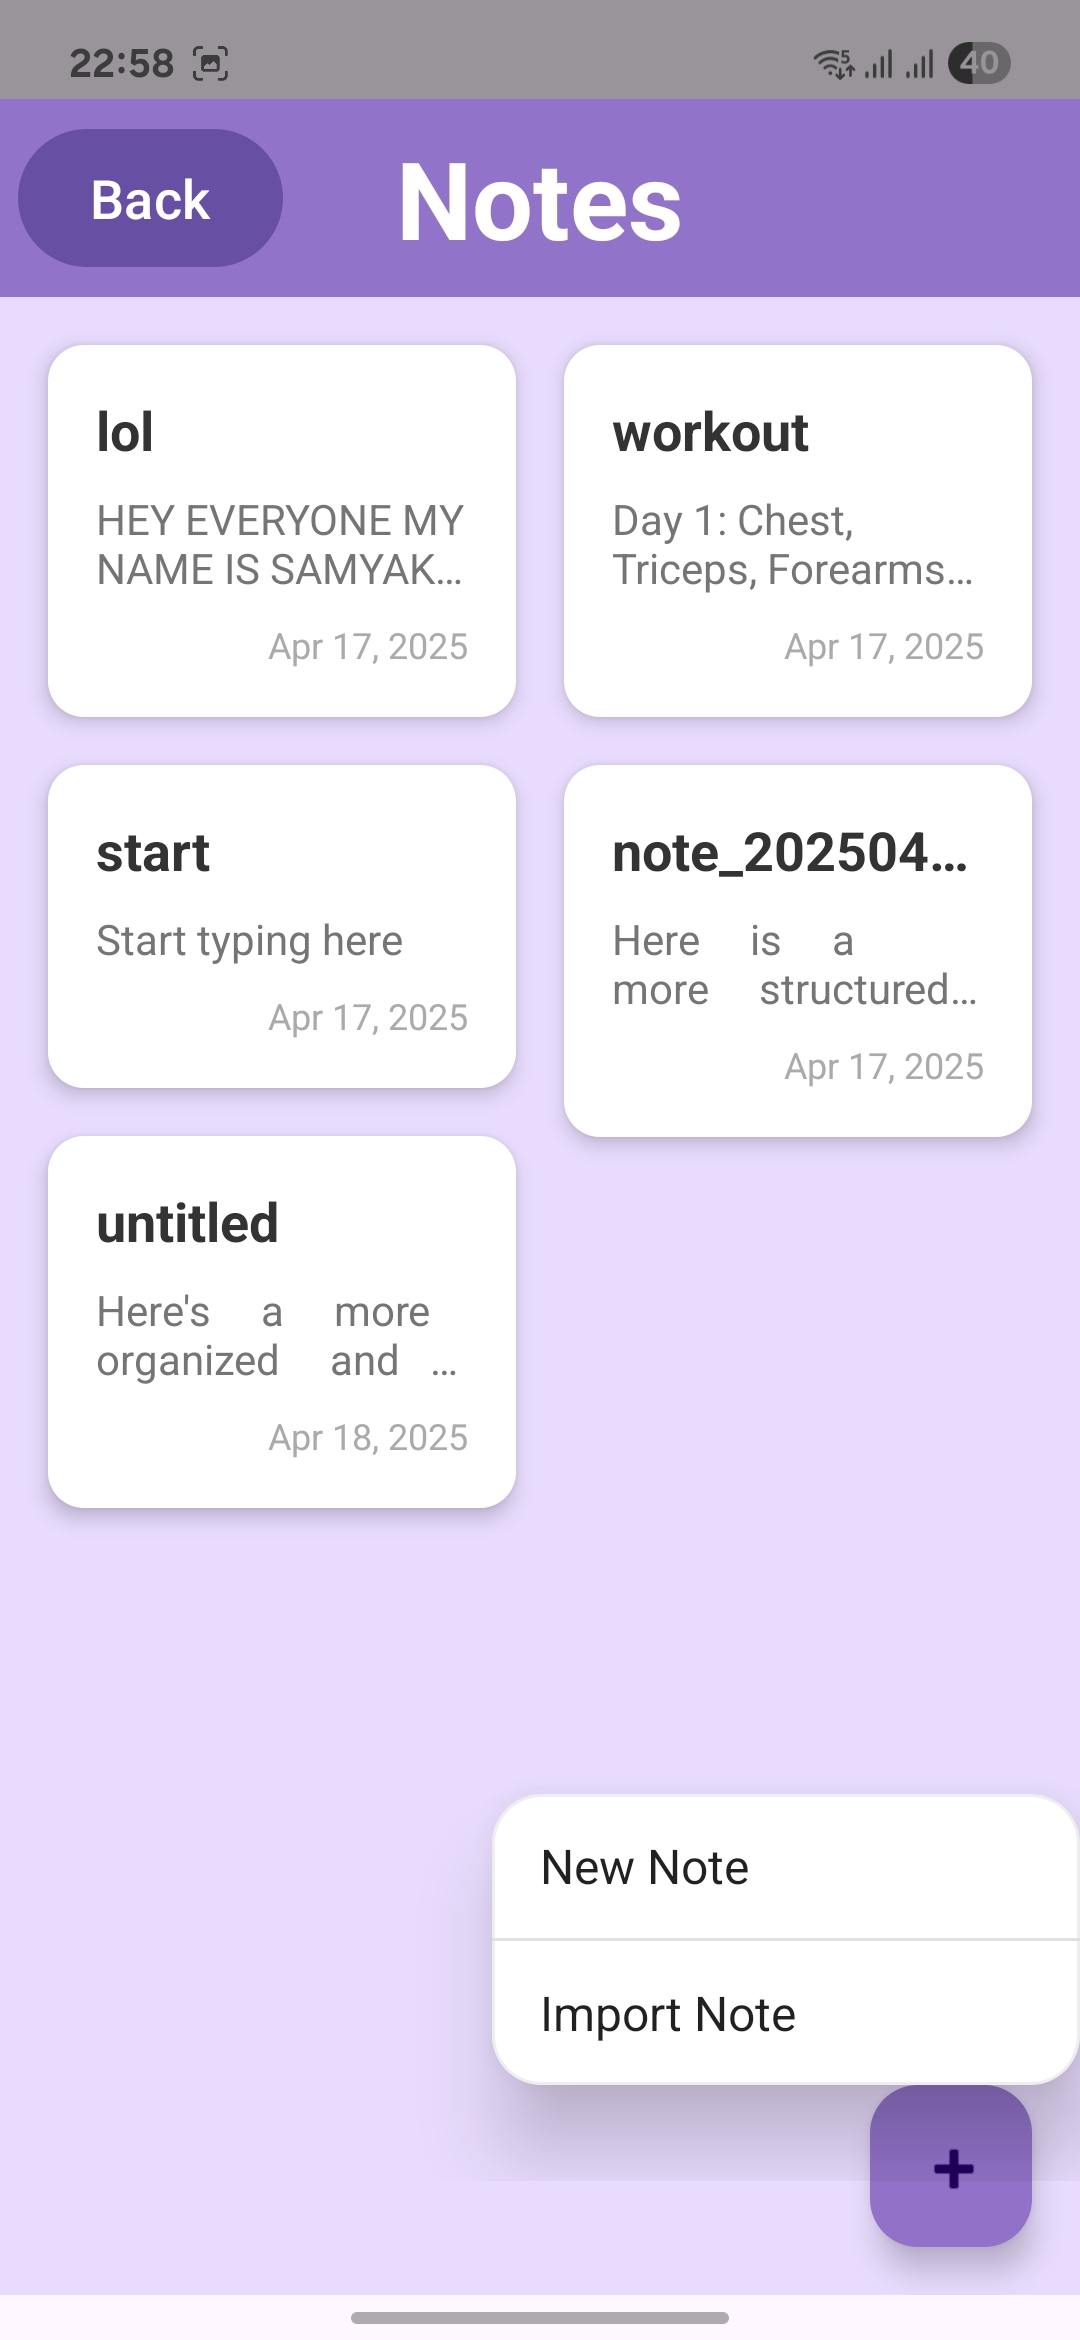 22:58
5
40
Back
Notes
lol
HEY EVERYONE MY
NAME IS SAMYAK...
Apr 17, 2025
workout
Day 1: Chest,
Triceps, Forearms...
Apr 17, 2025
start
Start typing here
Apr 17, 2025
note_202504...
Here is a
more structured...
Apr 17, 2025
untitled
Here's a more
organized and ...
Apr 18, 2025
New Note
Import Note
+